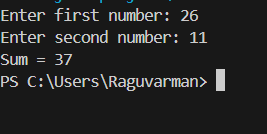 Enter first number: 26
Enter second number: 11
Sum = 37
PS C:\Users\Raguvarman>